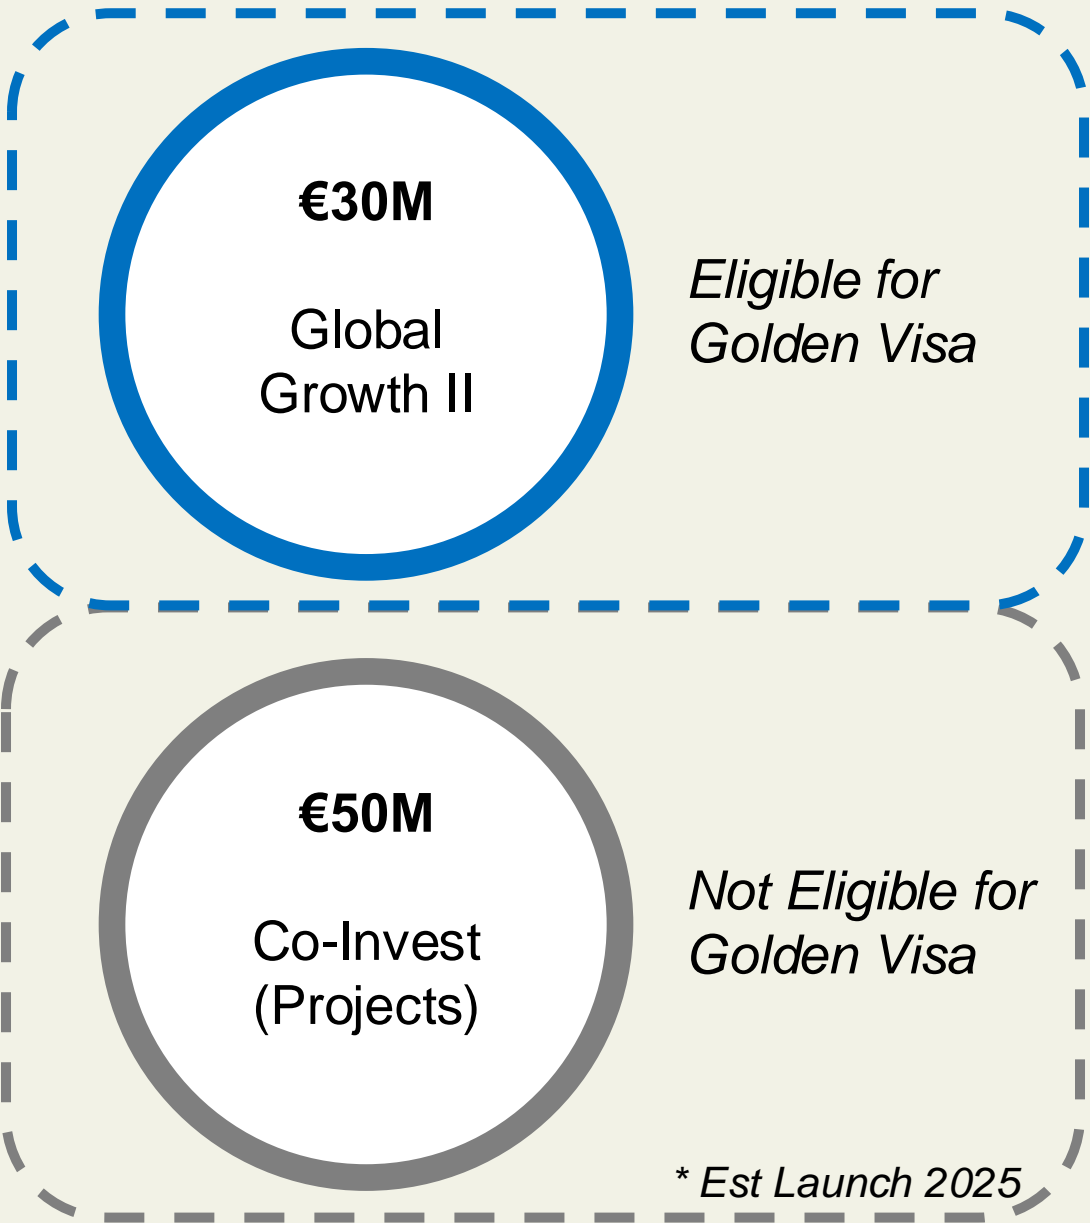 €30M
Global
Growth II
Eligible for
Golden Visa
€50M
Co-Invest
(Projects)
Not Eligible for
Golden Visa
* Est Launch 2025